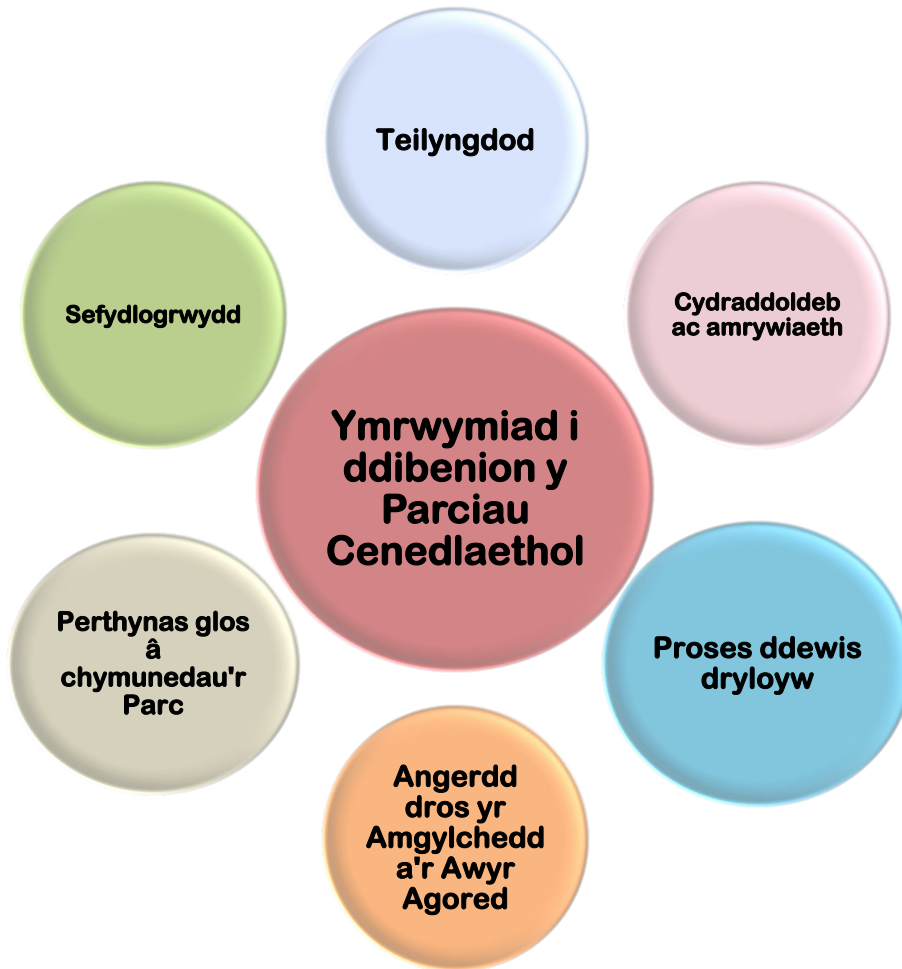 Teilyngdod
Cydraddoldeb
ac amrywiaeth
Proses ddewis
dryloyw
Angerdd
dros yr
Amgylchedd
a'r Awyr
Agored
Perthynas glos
â
chymunedau'r
Parc
Sefydlogrwydd
Ymrwymiad i
ddibenion y
Parciau
Cenedlaethol